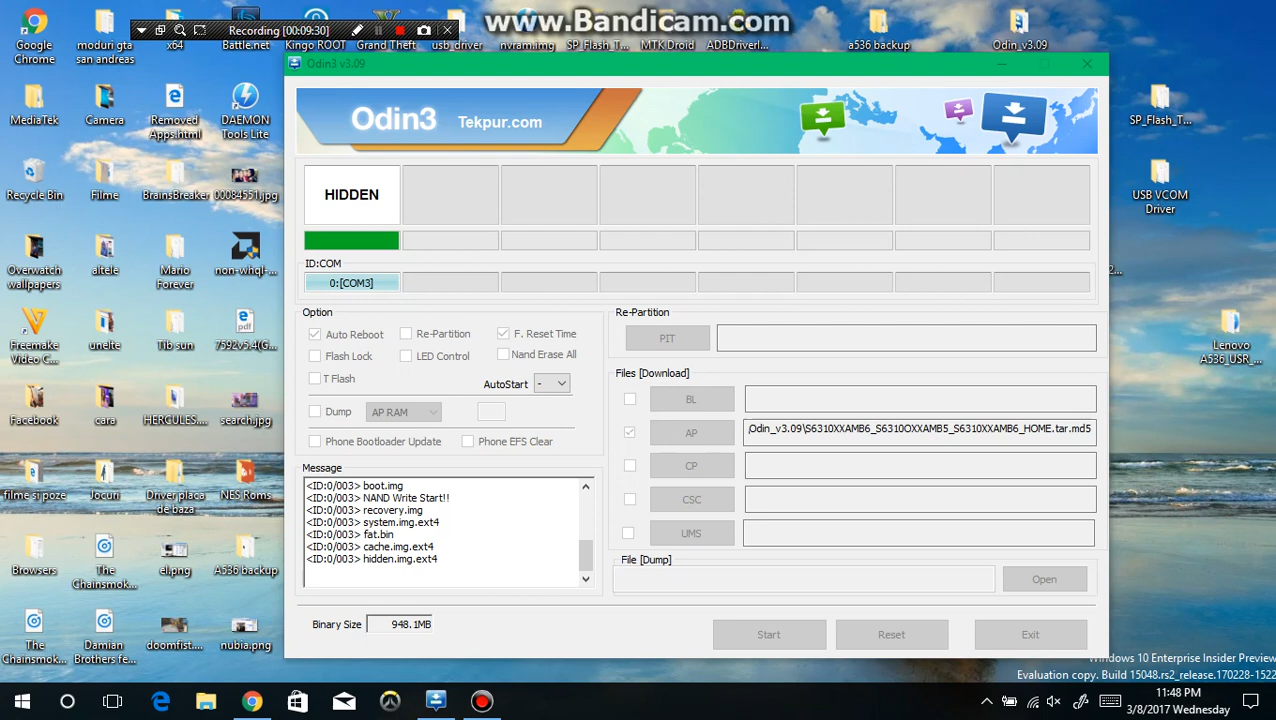 www.Bandicam.com
Recording [00:09:30]
Google Chrome
moduri gta san andreas
x64
Battle.net
Kingo ROOT
Grand Theft
usb_driver
nvram.img
SP_Flash_T...
MTK Droid
ADBDriverI...
a536 backup
Odin_v3.09
MediaTek
Camera
Removed Apps.html
DAEMON Tools Lite
SP_Flash_T...
Recycle Bin
Filme
BrainsBreaker
00084551.jpg
USB VCOM Driver
Overwatch wallpapers
altele
Mario Forever
non-whql-...
Freemake Video C...
unelte
Tib sun
7592v5.4(G...
Lenovo A536_USR_...
Facebook
cara
HERCULES....
search.jpg
filme si poze
Jocuri
Driver placa de baza
NES Roms
Browsers
The Chainsmok...
el.png
A536 backup
The Chainsmok...
Damian Brothers fe...
doomfist....
nubia.png
Odin3 v3.09
Odin3 Tekpur.com
HIDDEN
ID:COM
0:[COM3]
Option
Auto Reboot
Re-Partition
F. Reset Time
Flash Lock
LED Control
Nand Erase All
T Flash
AutoStart -
Dump
AP RAM
Phone Bootloader Update
Phone EFS Clear
Message
<ID:0/003> boot.img
<ID:0/003> NAND Write Start!!
<ID:0/003> recovery.img
<ID:0/003> system.img.ext4
<ID:0/003> fat.bin
<ID:0/003> cache.img.ext4
<ID:0/003> hidden.img.ext4
Re-Partition
PIT
Files [Download]
BL
AP
\Odin_v3.09\S6310XXAMB6_S6310OXXAMB5_S6310XXAMB6_HOME.tar.md5
CP
CSC
UMS
File [Dump]
Open
Binary Size 948.1MB
Start
Reset
Exit
Windows 10 Enterprise Insider Preview
Evaluation copy. Build 15048.rs2_release.170228-1522
11:48 PM
3/8/2017 Wednesday